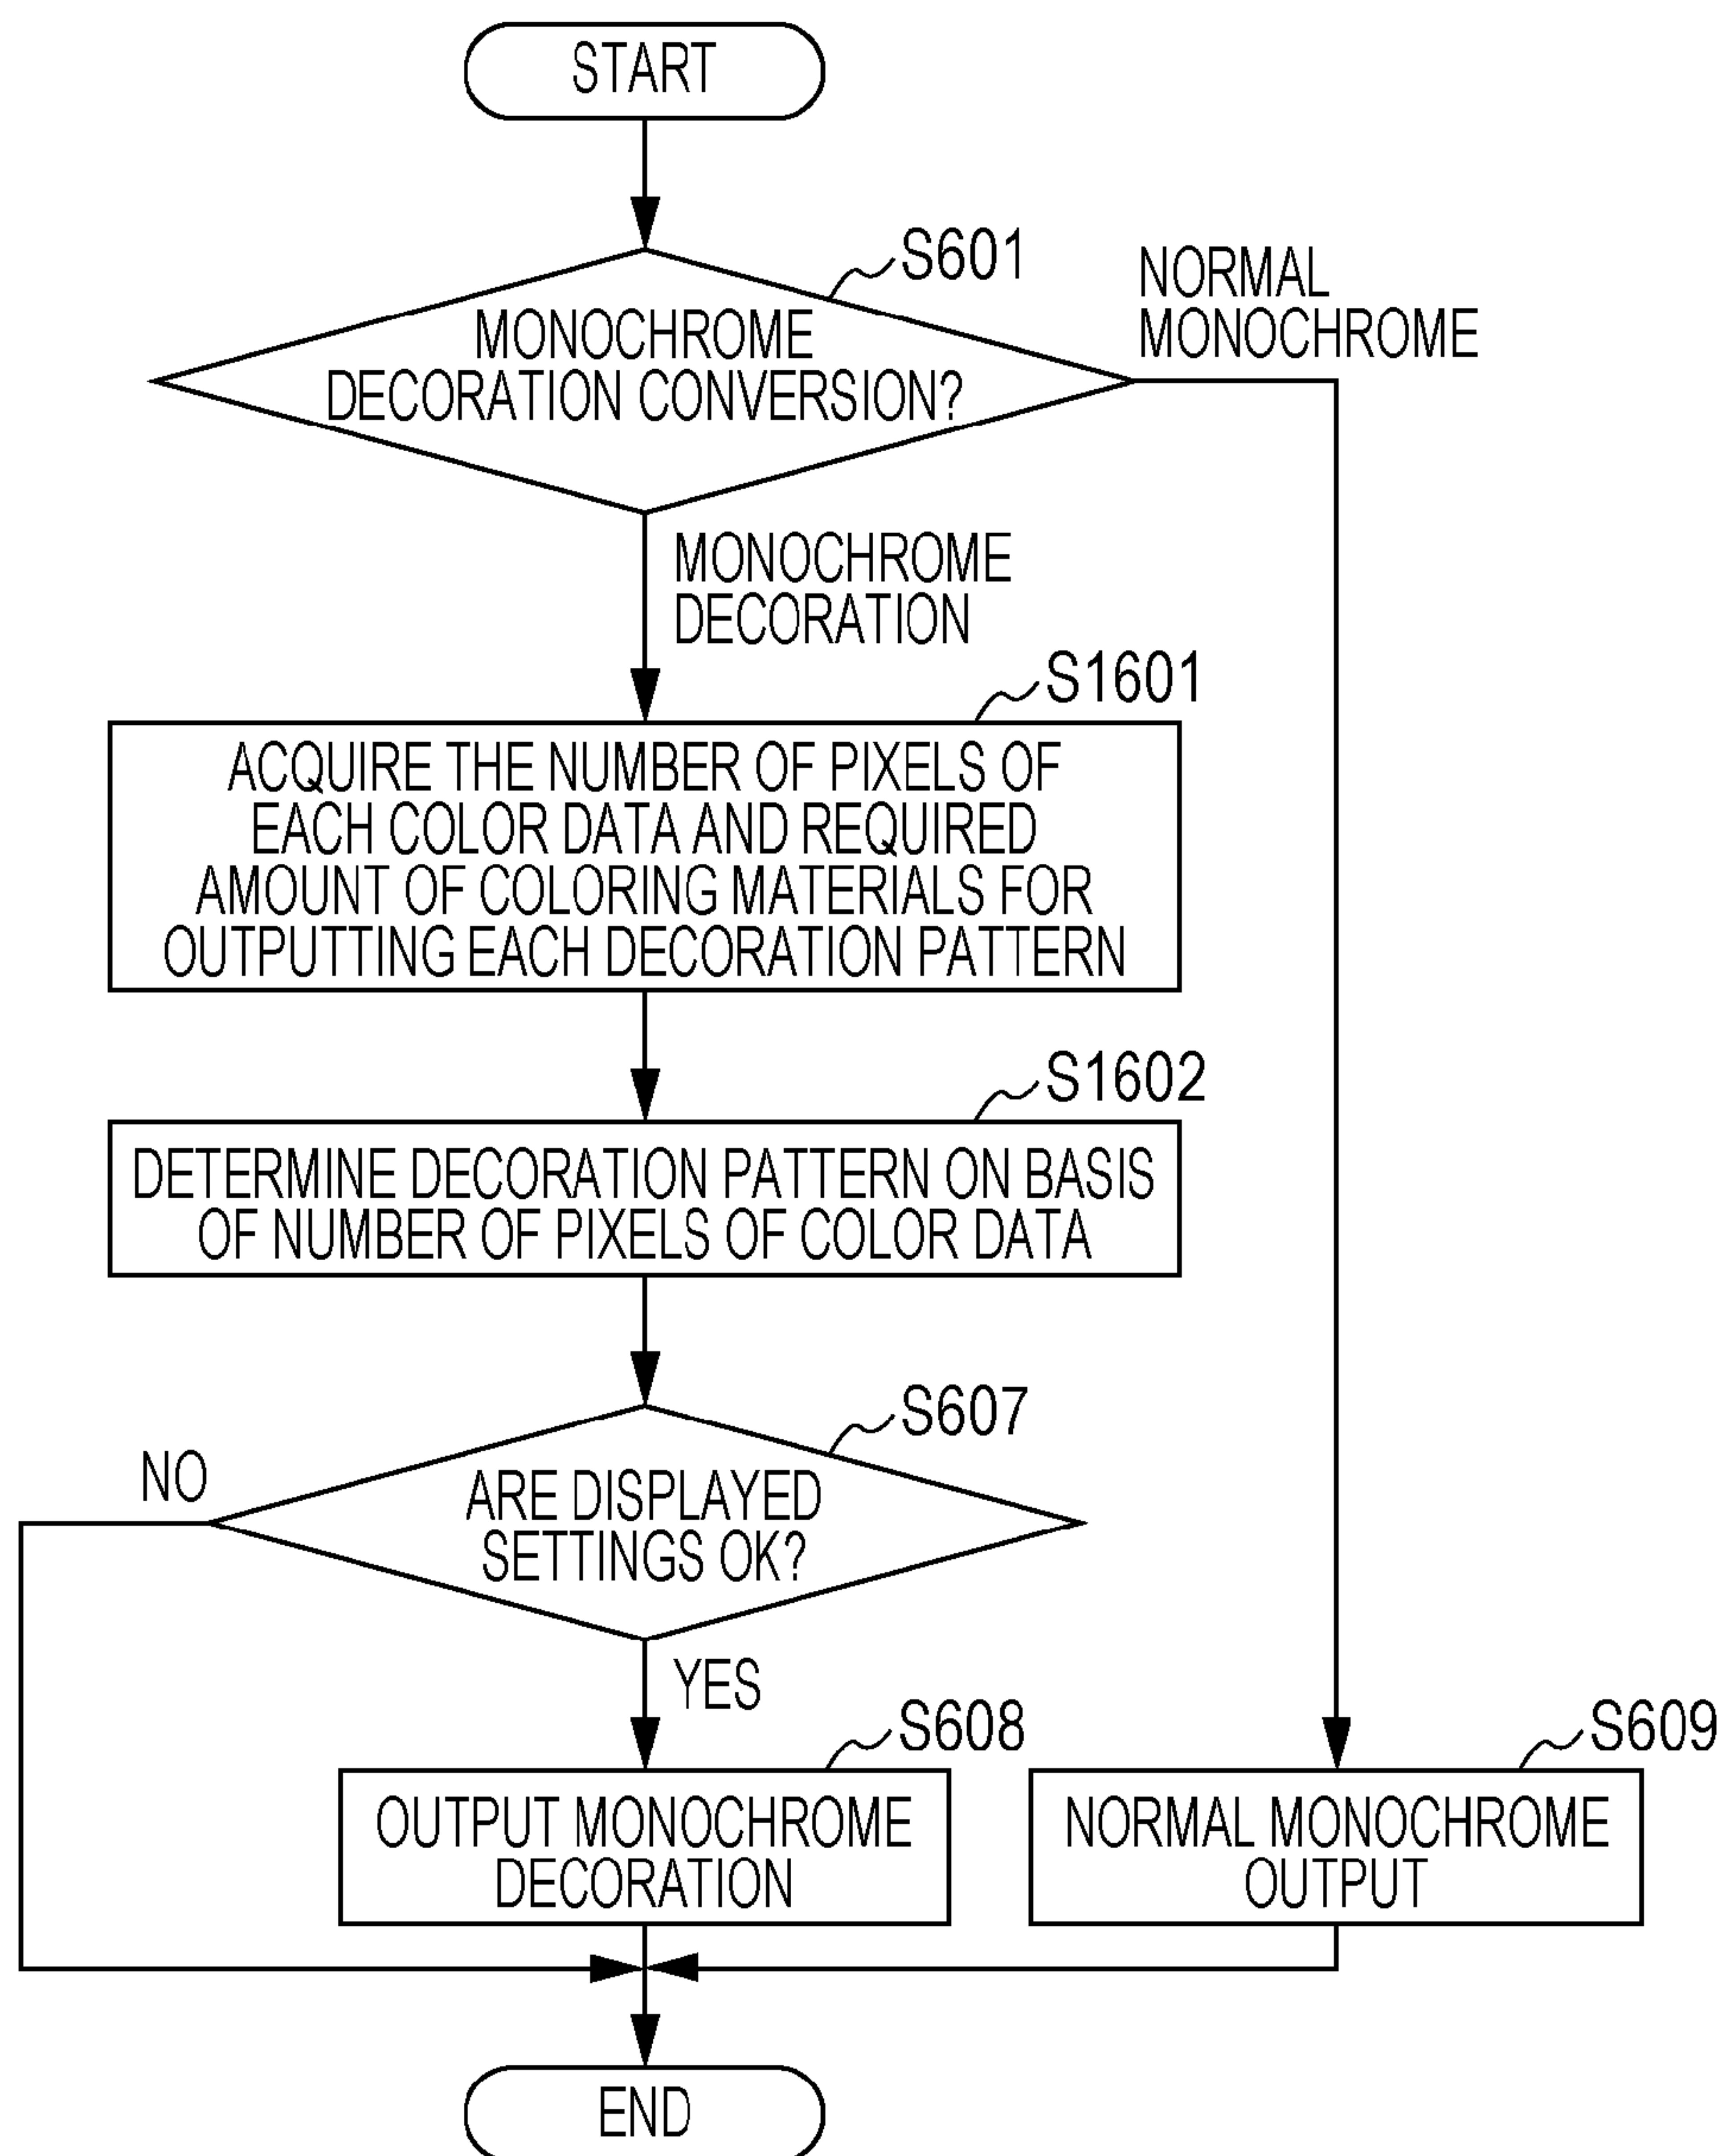 START
S601
NORMAL
MONOCHROME
MONOCHROME
DECORATION CONVERSION?
MONOCHROME
DECORATION
S1601
ACQUIRE THE NUMBER OF PIXELS OF
EACH COLOR DATA AND REQUIRED
AMOUNT OF COLORING MATERIALS FOR
OUTPUTTING EACH DECORATION PATTERN
S1602
DETERMINE DECORATION PATTERN ON BASIS
OF NUMBER OF PIXELS OF COLOR DATA
S607
NO
ARE DISPLAYED
SETTINGS OK?
YES
S608
OUTPUT MONOCHROME
DECORATION
S609
NORMAL MONOCHROME
OUTPUT
END